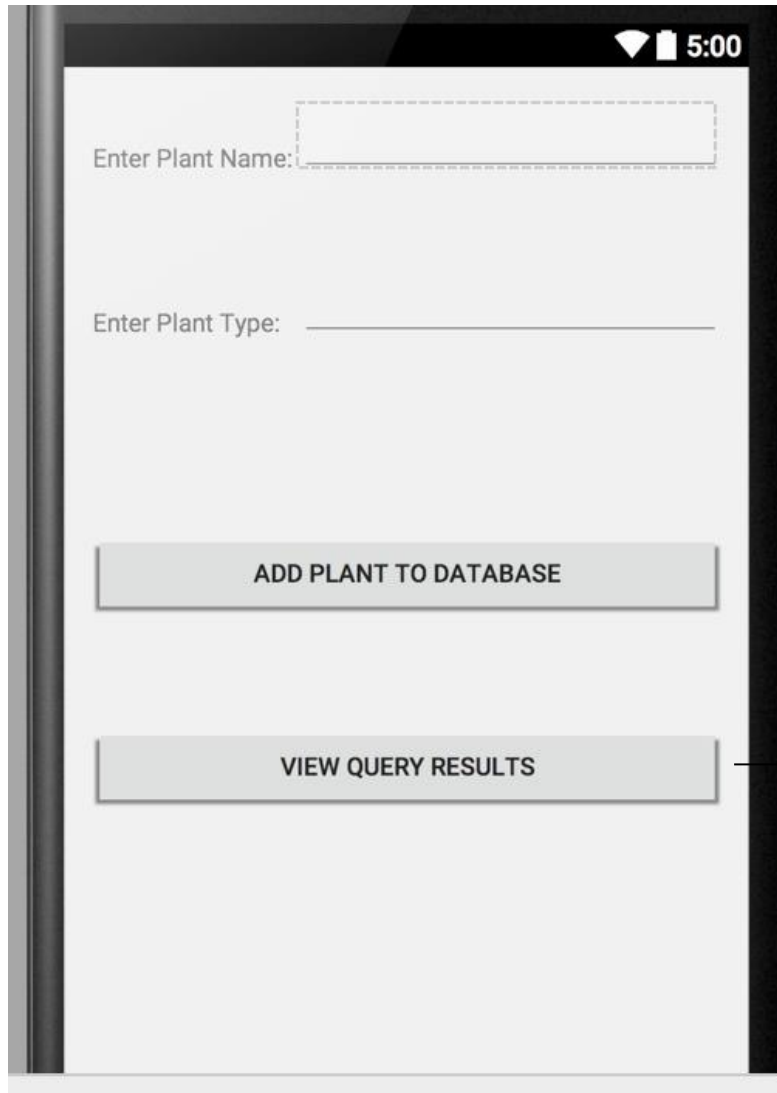 5:00
Enter Plant Name:
Enter Plant Type:
ADD PLANT TO DATABASE
VIEW QUERY RESULTS